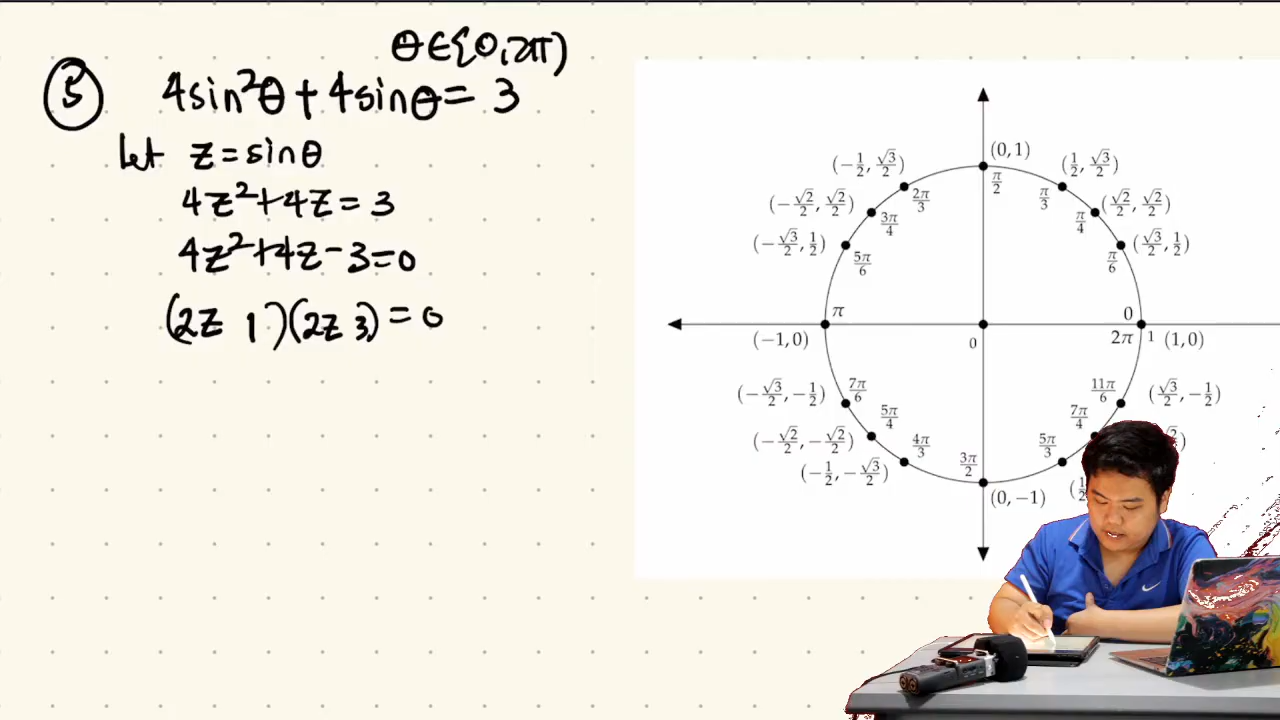 θ∈{0,2π)
⑤ 4sin²θ+4sinθ= 3
let z=sinθ
4z²+4z=3
4z²+4z-3=0
(2z 1)(2z 3)=0
(0,1)
π/2
(-1/2, √3/2)
2π/3
(1/2, √3/2)
π/3
(-√2/2, √2/2)
3π/4
(√2/2, √2/2)
π/4
(-√3/2, 1/2)
5π/6
(√3/2, 1/2)
π/6
π
(-1,0)
0
0
2π
1
(1,0)
(-√3/2, -1/2)
7π/6
11π/6
(√3/2, -1/2)
(-√2/2, -√2/2)
5π/4
7π/4
(-1/2, -√3/2)
4π/3
5π/3
3π/2
(0,-1)